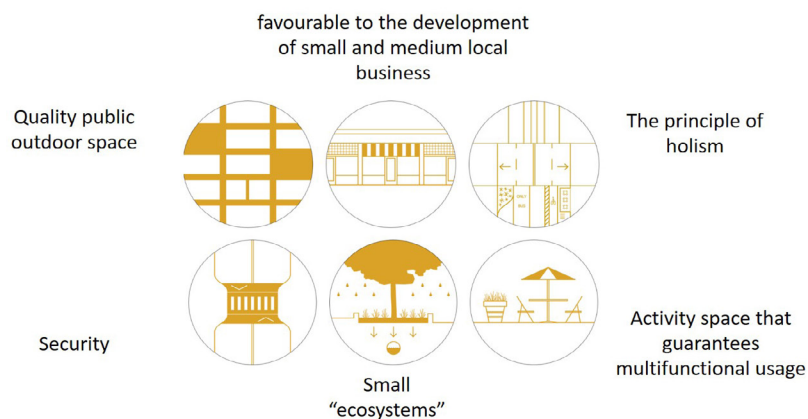 favourable to the development
of small and medium local
business
Quality public
outdoor space
The principle of
holism
Security
Small
“ecosystems”
Activity space that
guarantees
multifunctional usage